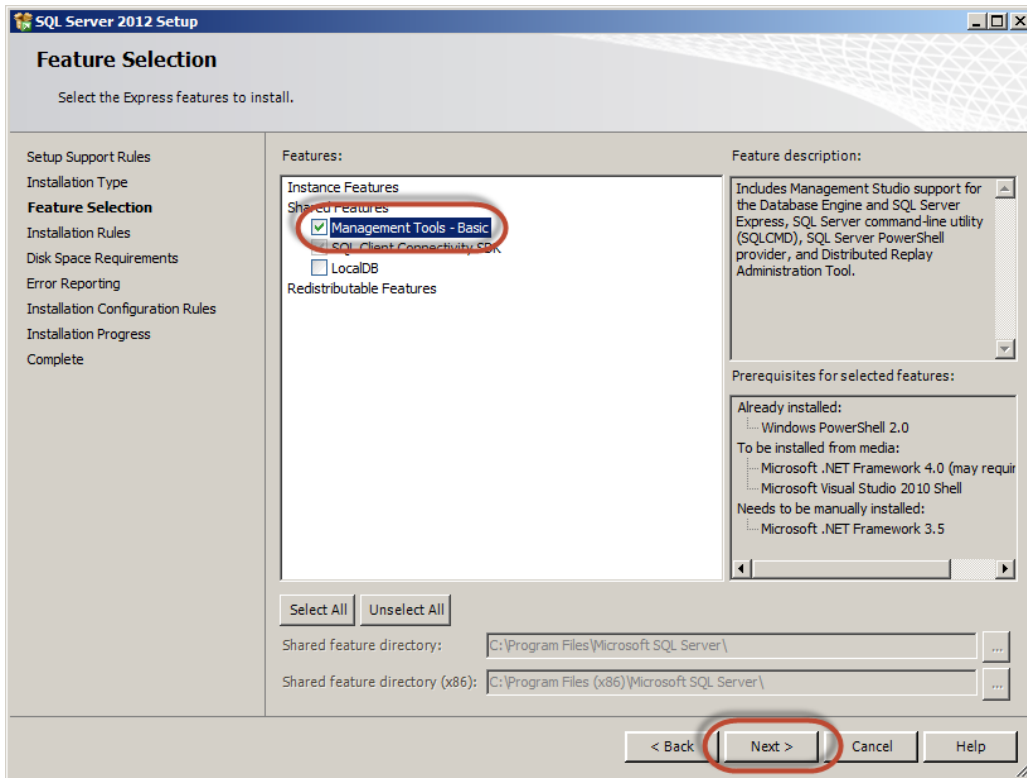 SQL Server 2012 Setup
Feature Selection
Select the Express features to install.
Setup Support Rules
Installation Type
Feature Selection
Installation Rules
Disk Space Requirements
Error Reporting
Installation Configuration Rules
Installation Progress
Complete
Features:
Instance Features
Shared Features
Management Tools - Basic
SQL Client Connectivity SDK
LocalDB
Redistributable Features
Feature description:
Includes Management Studio support for
the Database Engine and SQL Server
Express, SQL Server command-line utility
(SQLCMD), SQL Server PowerShell
provider, and Distributed Replay
Administration Tool.
Prerequisites for selected features:
Already installed:
Windows PowerShell 2.0
To be installed from media:
Microsoft .NET Framework 4.0 (may requir
Microsoft Visual Studio 2010 Shell
Needs to be manually installed:
Microsoft .NET Framework 3.5
Select All Unselect All
Shared feature directory: C:\Program Files\Microsoft SQL Server\ ...
Shared feature directory (x86): C:\Program Files (x86)\Microsoft SQL Server\ ...
< Back Next > Cancel Help